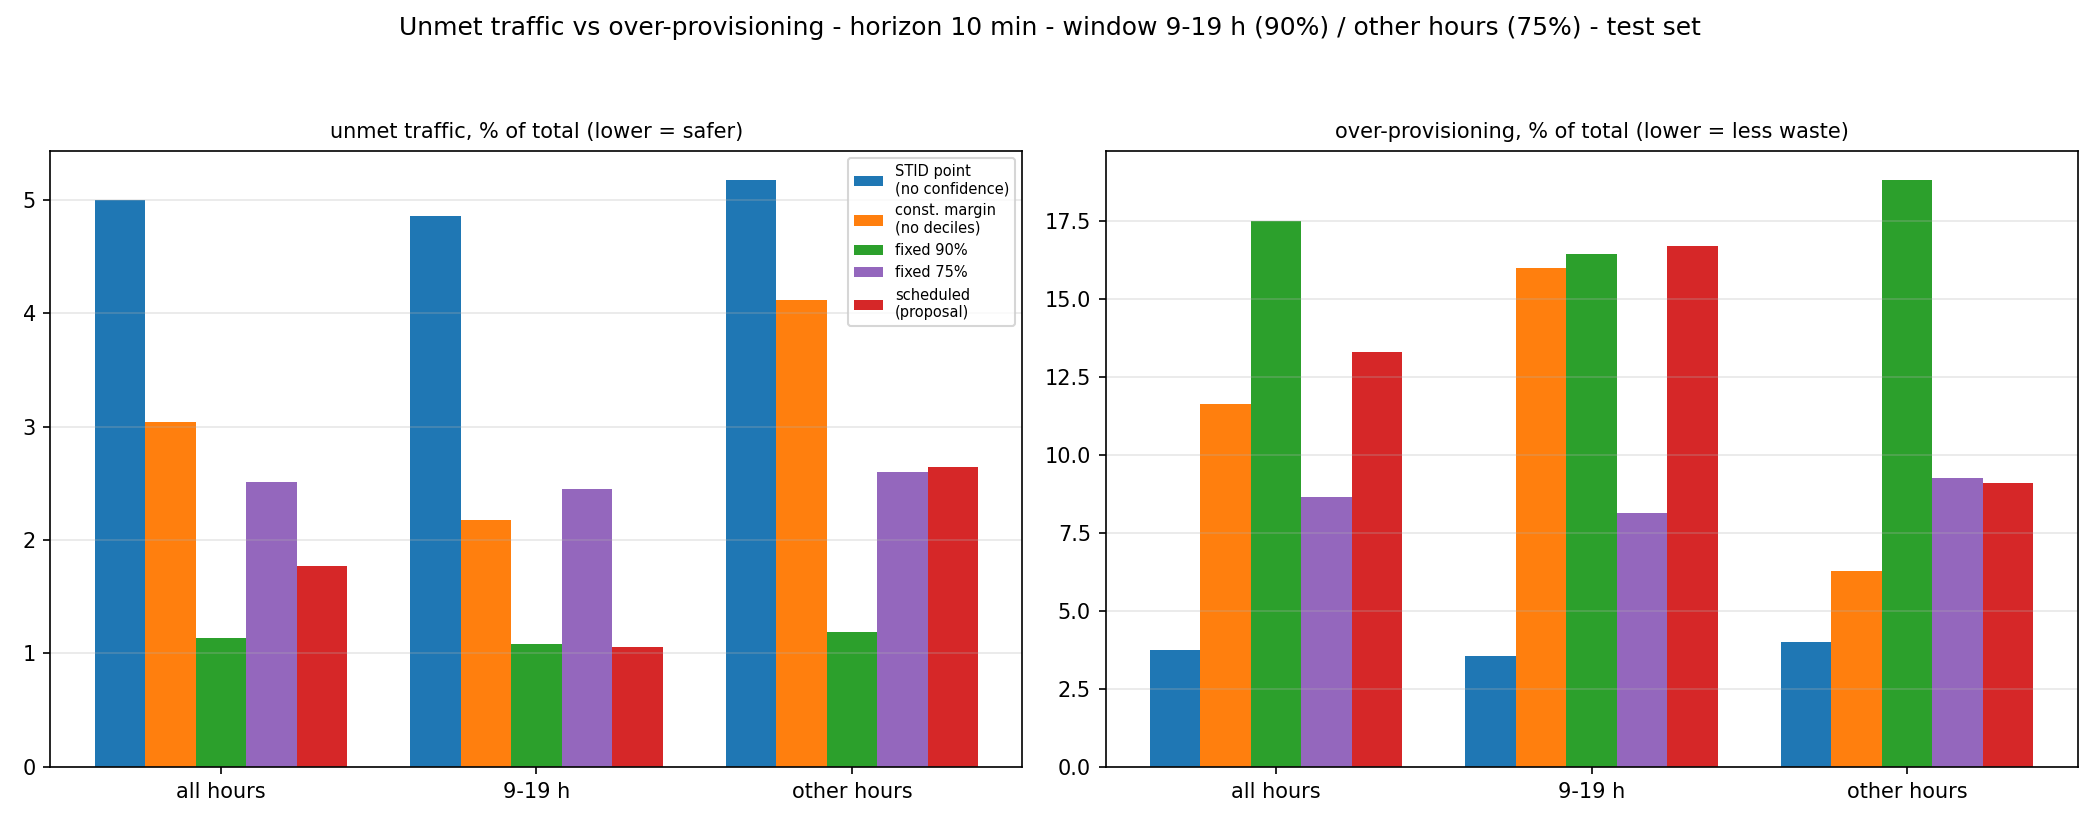 Unmet traffic vs over-provisioning - horizon 10 min - window 9-19 h (90%) / other hours (75%) - test set
unmet traffic, % of total (lower = safer)
5
4
3
2
1
0
all hours
9-19 h
other hours
STID point
(no confidence)
const. margin
(no deciles)
fixed 90%
fixed 75%
scheduled
(proposal)
over-provisioning, % of total (lower = less waste)
17.5
15.0
12.5
10.0
7.5
5.0
2.5
0.0
all hours
9-19 h
other hours